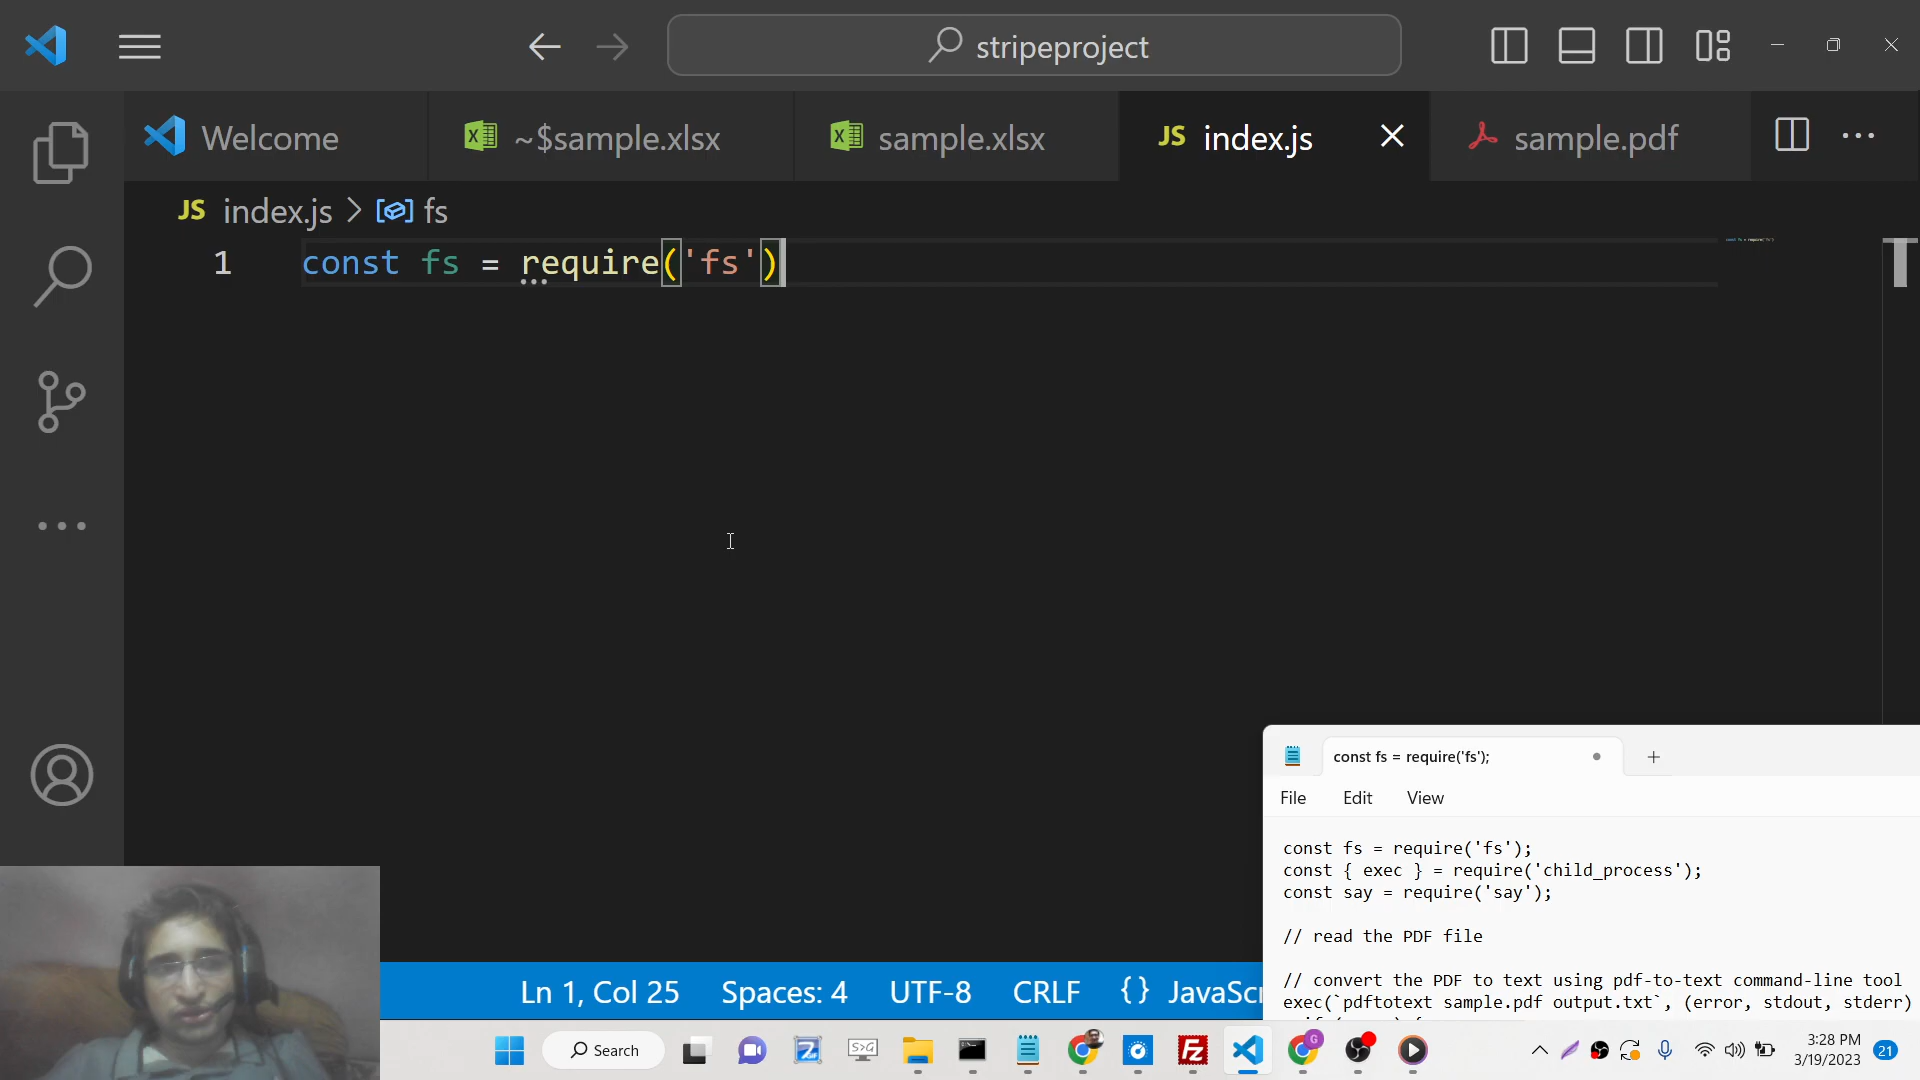 stripeproject
Welcome
~$sample.xlsx
sample.xlsx
JS index.js
sample.pdf
JS index.js > fs
1 const fs = require('fs')
const fs = require('fs');
File Edit View
const fs = require('fs');
const { exec } = require('child_process');
const say = require('say');
// read the PDF file
// convert the PDF to text using pdf-to-text command-line tool
exec(`pdftotext sample.pdf output.txt`, (error, stdout, stderr)
Ln 1, Col 25 Spaces: 4 UTF-8 CRLF {} JavaScr
Search
S>G
G
3:28 PM
3/19/2023
21